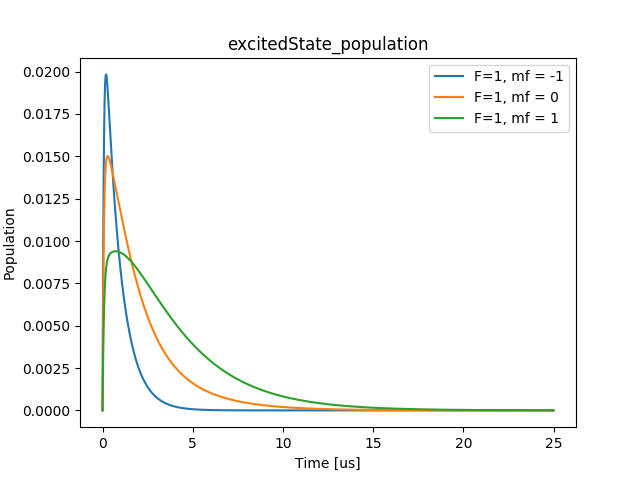 excitedState_population
F=1, mf = -1
F=1, mf = 0
F=1, mf = 1
Population
0.0200
0.0175
0.0150
0.0125
0.0100
0.0075
0.0050
0.0025
0.0000
0 5 10 15 20 25
Time [us]